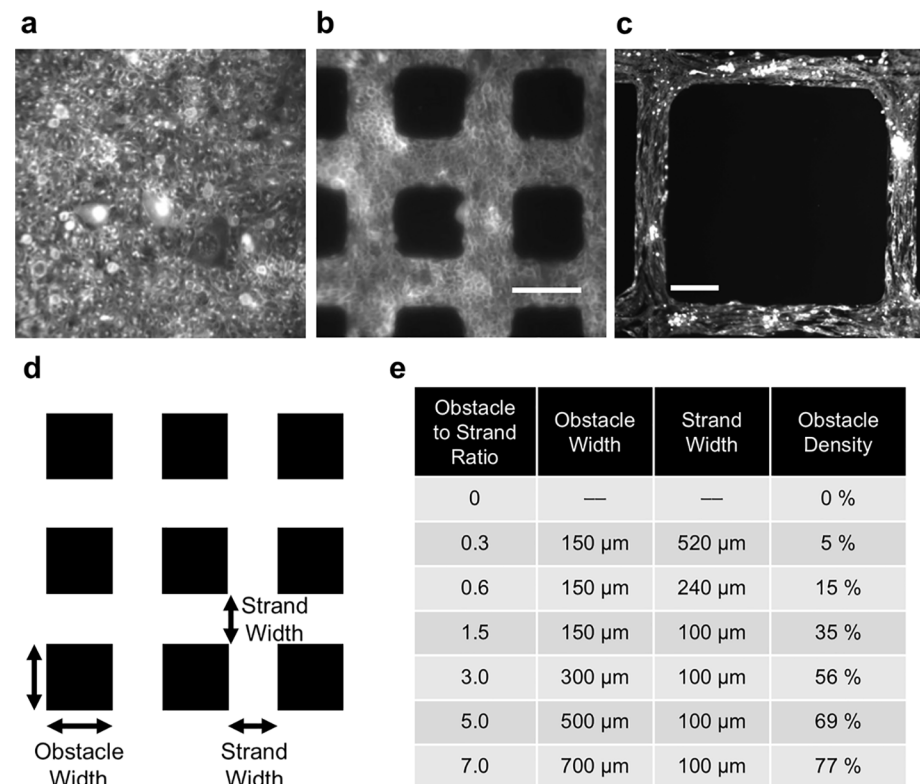 a
b
c
d
Strand
Width
Obstacle
Width
Strand
Width
e
Obstacle
to Strand
Ratio
Obstacle
Width
Strand
Width
Obstacle
Density
0 — — 0 %
0.3 150 µm 520 µm 5 %
0.6 150 µm 240 µm 15 %
1.5 150 µm 100 µm 35 %
3.0 300 µm 100 µm 56 %
5.0 500 µm 100 µm 69 %
7.0 700 µm 100 µm 77 %